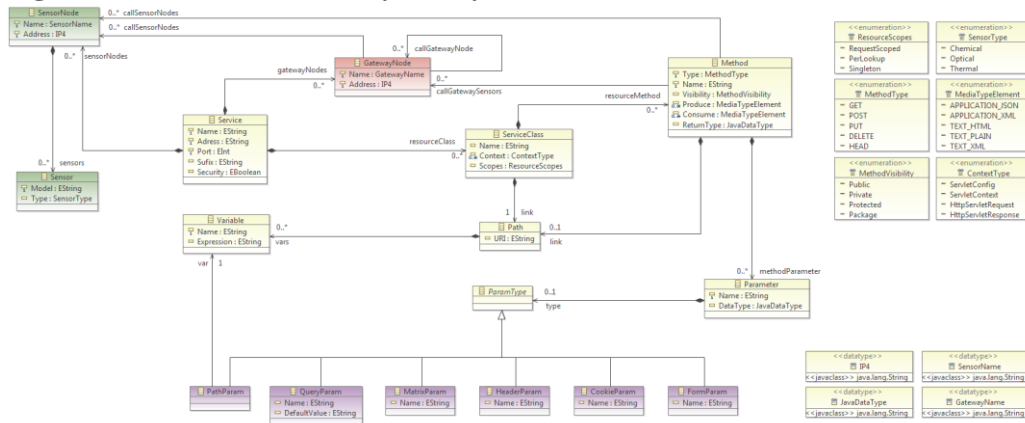 SensorNode
Name : SensorName
Address : IP4
0..* callSensorNodes
0..* callSensorNodes
0..*
sensorNodes
0..*
callGatewayNode
GatewayNode
Name : GatewayName
Address : IP4
gatewayNodes
0..*
0..*
callGatewaySensors
Method
Type : MethodType
Name : EString
Visibility : MethodVisibility
Produce : MediaTypeElement
Consume : MediaTypeElement
ReturnType : JavaDataType
resourceMethod
0..*
Service
Name : EString
Adress : EString
Port : EInt
Sufix : EString
Security : EBoolean
resourceClass
0..*
ServiceClass
Name : EString
Context : ContextType
Scopes : ResourceScopes
0..*
sensors
Sensor
Model : EString
Type : SensorType
1
link
Variable
Name : EString
Expression : EString
0..*
vars
Path
URI : EString
0..1
link
var
1
0..*
methodParameter
ParamType
0..1
type
Parameter
Name : EString
DataType : JavaDataType
PathParam
QueryParam
Name : EString
DefaultValue : EString
MatrixParam
Name : EString
HeaderParam
Name : EString
CookieParam
Name : EString
FormParam
Name : EString
<<enumeration>>
ResourceScopes
RequestScoped
PerLookup
Singleton
<<enumeration>>
SensorType
Chemical
Optical
Thermal
<<enumeration>>
MethodType
GET
POST
PUT
DELETE
HEAD
<<enumeration>>
MediaTypeElement
APPLICATION_JSON
APPLICATION_XML
TEXT_HTML
TEXT_PLAIN
TEXT_XML
<<enumeration>>
MethodVisibility
Public
Private
Protected
Package
<<enumeration>>
ContextType
ServletConfig
ServletContext
HttpServletRequest
HttpServletResponse
<<datatype>>
IP4
<<javaclass>> java.lang.String
<<datatype>>
SensorName
<<javaclass>> java.lang.String
<<datatype>>
JavaDataType
<<javaclass>> java.lang.String
<<datatype>>
GatewayName
<<javaclass>> java.lang.String